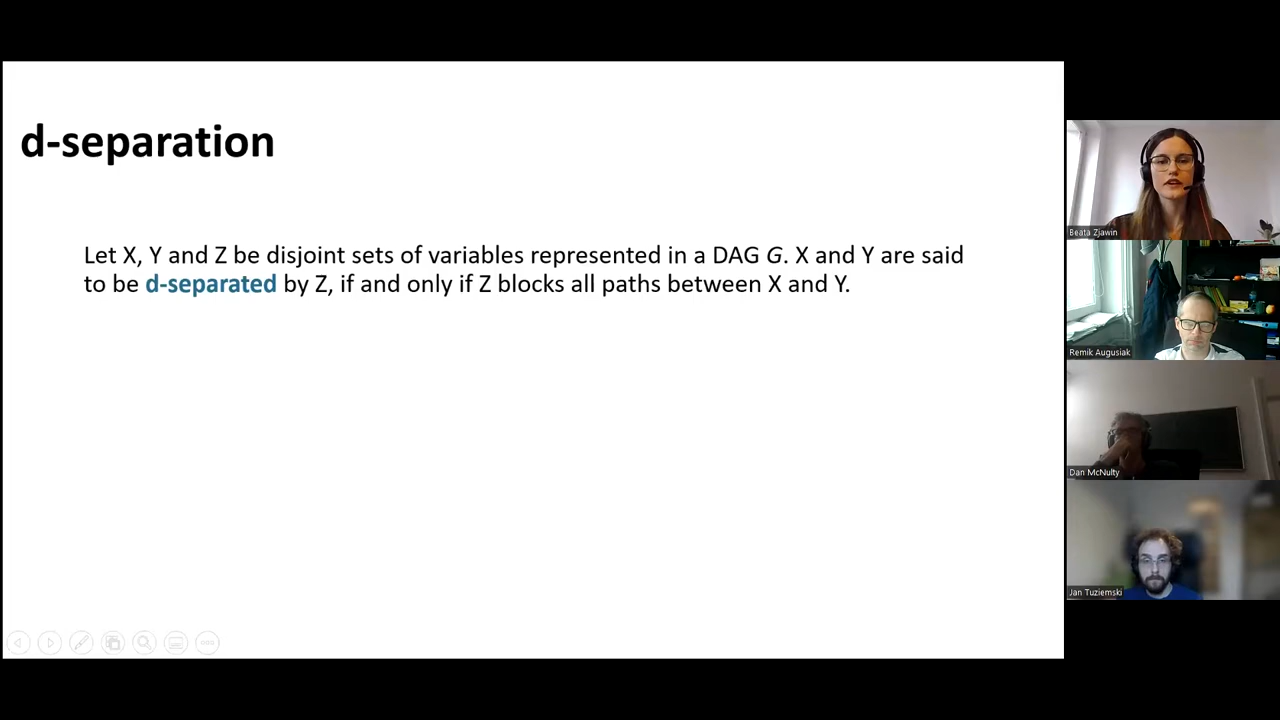 d-separation
Let X, Y and Z be disjoint sets of variables represented in a DAG G. X and Y are said
to be d-separated by Z, if and only if Z blocks all paths between X and Y.
Beata Zjawin
Remik Augusiak
Dan McNulty
Jan Tuziemski